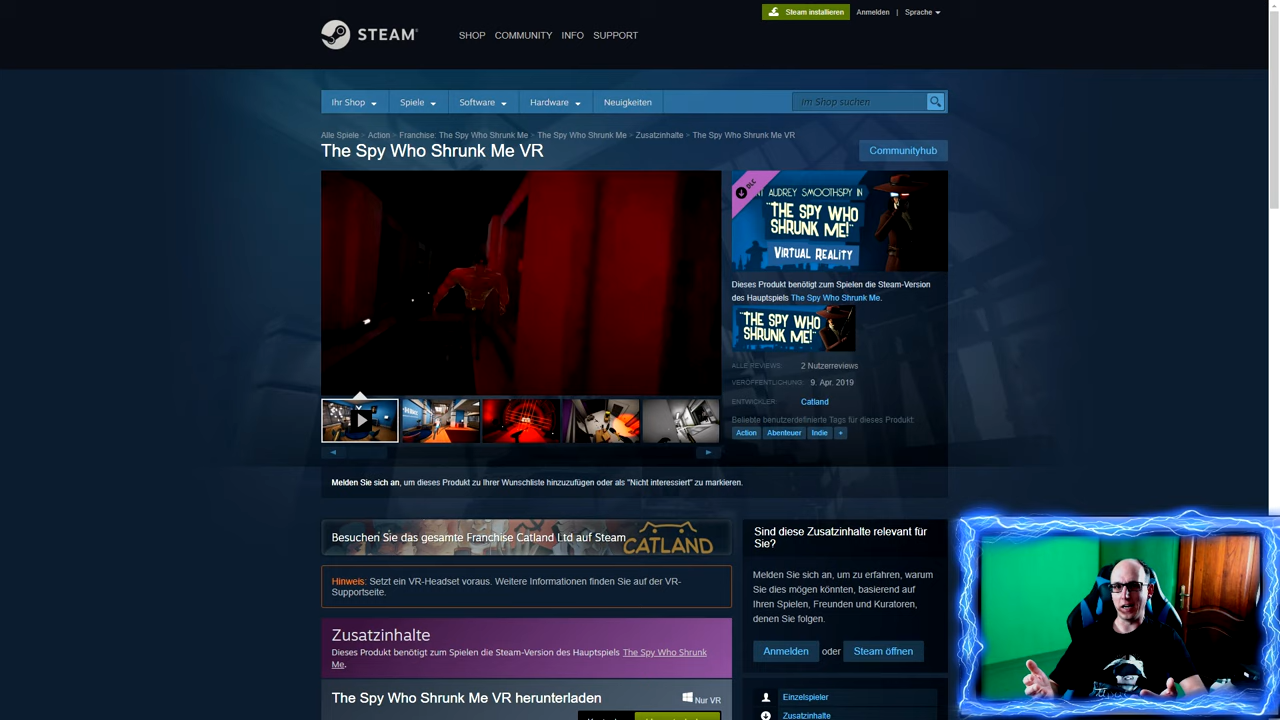 Steam installieren
Anmelden | Sprache
STEAM
SHOP COMMUNITY INFO SUPPORT
Ihr Shop Spiele Software Hardware Neuigkeiten
im Shop suchen
Alle Spiele > Action > Franchise: The Spy Who Shrunk Me > The Spy Who Shrunk Me > Zusatzinhalte > The Spy Who Shrunk Me VR
The Spy Who Shrunk Me VR
Communityhub
DLC
AUDREY SMOOTHSPY IN
"THE SPY WHO
SHRUNK ME!"
VIRTUAL REALITY
Dieses Produkt benötigt zum Spielen die Steam-Version
des Hauptspiels The Spy Who Shrunk Me.
"THE SPY WHO
SHRUNK ME!"
ALLE REVIEWS: 2 Nutzerreviews
VERÖFFENTLICHUNG: 9. Apr. 2019
ENTWICKLER: Catland
Beliebte benutzerdefinierte Tags für dieses Produkt:
Action Abenteuer Indie +
Melden Sie sich an, um dieses Produkt zu Ihrer Wunschliste hinzuzufügen oder als "Nicht interessiert" zu markieren.
Besuchen Sie das gesamte Franchise Catland Ltd auf Steam
CATLAND
Hinweis: Setzt ein VR-Headset voraus. Weitere Informationen finden Sie auf der VR-
Supportseite.
Zusatzinhalte
Dieses Produkt benötigt zum Spielen die Steam-Version des Hauptspiels The Spy Who Shrunk
Me.
The Spy Who Shrunk Me VR herunterladen
Nur VR
Sind diese Zusatzinhalte relevant für
Sie?
Melden Sie sich an, um zu erfahren, warum
Sie dies mögen könnten, basierend auf
Ihren Spielen, Freunden und Kuratoren,
denen Sie folgen.
Anmelden oder Steam öffnen
Einzelspieler
Zusatzinhalte